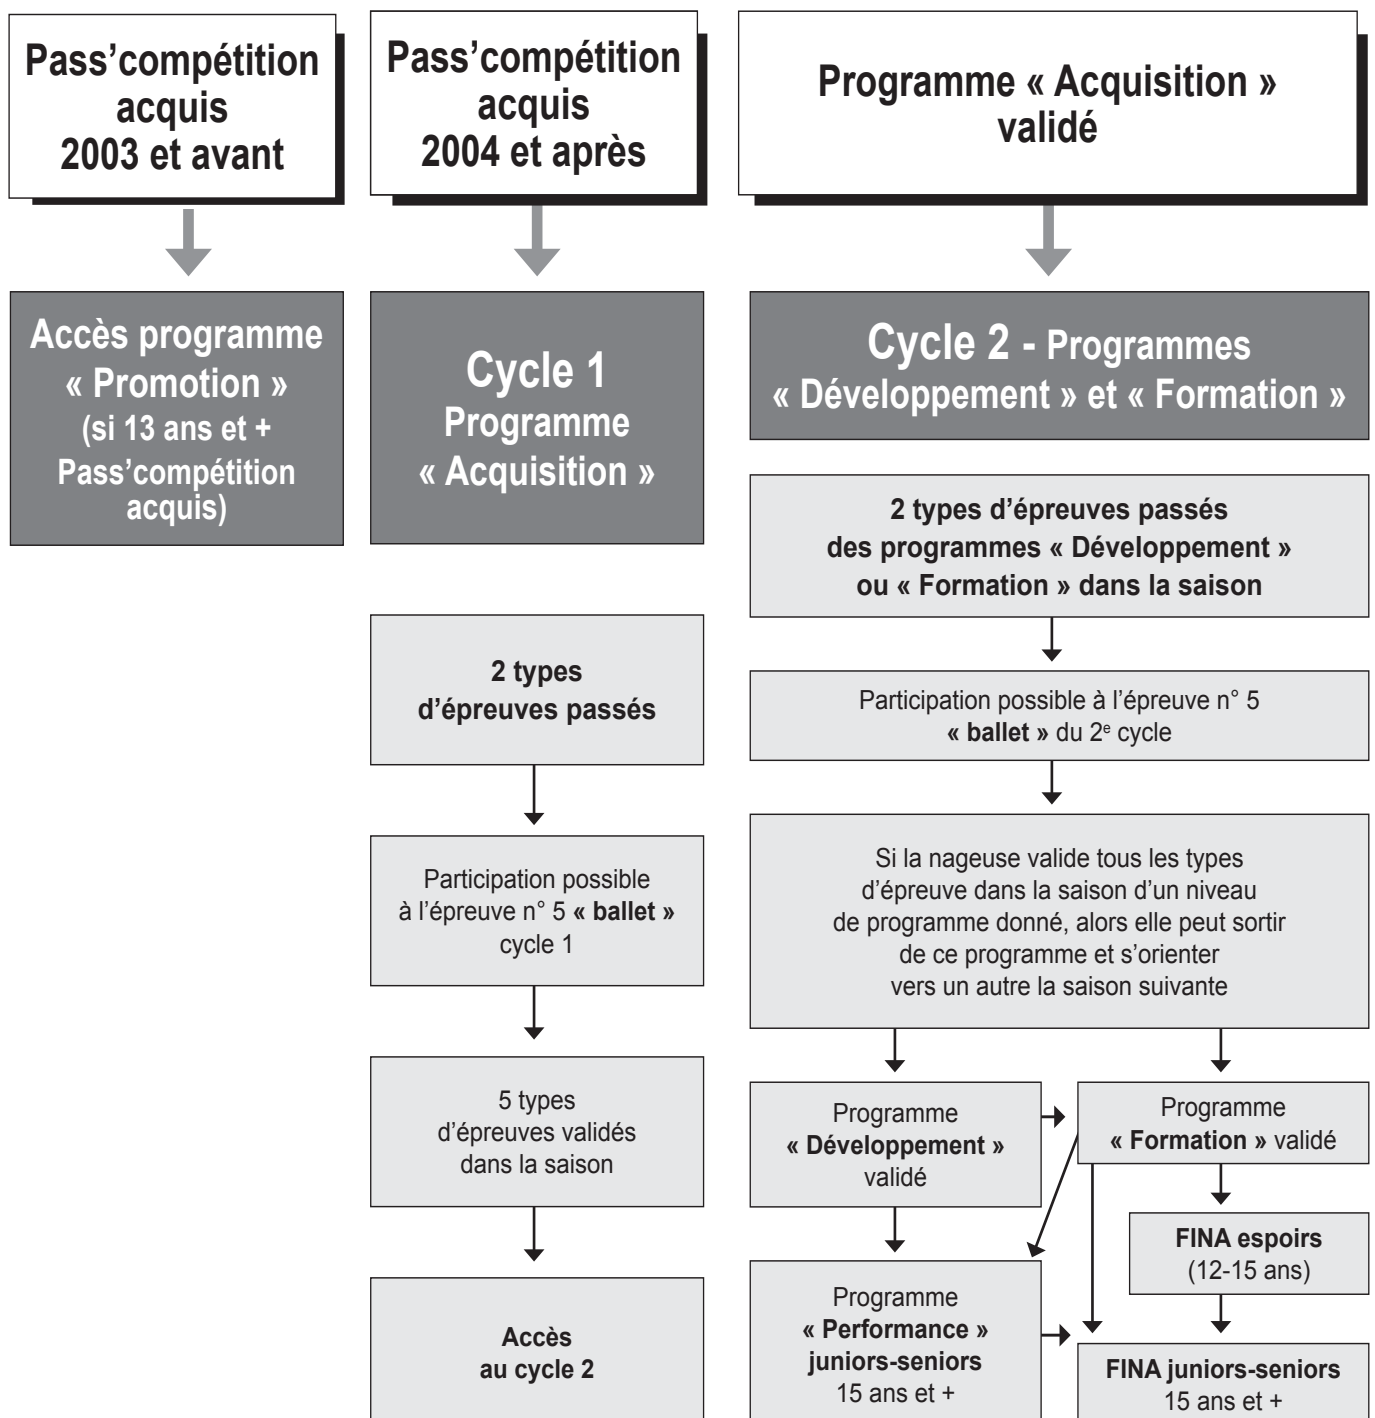 Pass’compétition
acquis
2003 et avant
Accès programme
« Promotion »
(si 13 ans et +
Pass’compétition
acquis)
Pass’compétition
acquis
2004 et après
Cycle 1
Programme
« Acquisition »
2 types
d’épreuves passés
Participation possible
à l’épreuve n° 5 « ballet »
cycle 1
5 types
d’épreuves validés
dans la saison
Accès
au cycle 2
Programme « Acquisition »
validé
Cycle 2 - Programmes
« Développement » et « Formation »
2 types d’épreuves passés
des programmes « Développement »
ou « Formation » dans la saison
Participation possible à l’épreuve n° 5
« ballet » du 2e cycle
Si la nageuse valide tous les types
d’épreuve dans la saison d’un niveau
de programme donné, alors elle peut sortir
de ce programme et s’orienter
vers un autre la saison suivante
Programme
« Développement »
validé
Programme
« Formation » validé
FINA espoirs
(12-15 ans)
Programme
« Performance »
juniors-seniors
15 ans et +
FINA juniors-seniors
15 ans et +